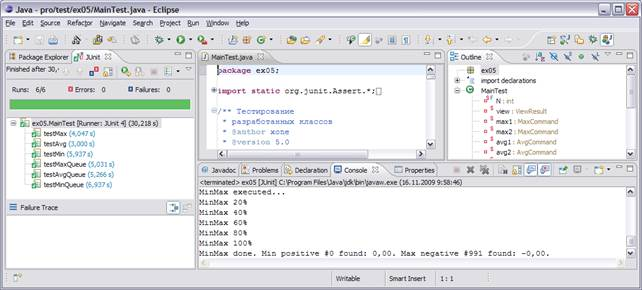 Java - pro/test/ex05/MainTest.java - Eclipse
File Edit Source Refactor Navigate Search Project Run Window Help
Java
Package Explorer JUnit
Finished after 30,
Runs: 6/6 Errors: 0 Failures: 0
ex05.MainTest [Runner: JUnit 4] (30,218 s)
testMax (4,047 s)
testAvg (3,000 s)
testMin (5,937 s)
testMaxQueue (5,031 s)
testAvgQueue (5,266 s)
testMinQueue (6,937 s)
Failure Trace
MainTest.java
package ex05;
import static org.junit.Assert.*;
/** Тестирование
* разработанных классов
* @author xone
* @version 5.0
Outline
ex05
import declarations
MainTest
N : int
view : ViewResult
max1 : MaxCommand
max2 : MaxCommand
avg1 : AvgCommand
avg2 : AvgCommand
Javadoc Problems Declaration Console Properties
<terminated> ex05 [JUnit] C:\Program Files\Java\jdk\bin\javaw.exe (16.11.2009 9:58:46)
MinMax executed...
MinMax 20%
MinMax 40%
MinMax 60%
MinMax 80%
MinMax 100%
MinMax done. Min positive #0 found: 0,00. Max negative #991 found: -0,00.
Writable Smart Insert 1 : 1